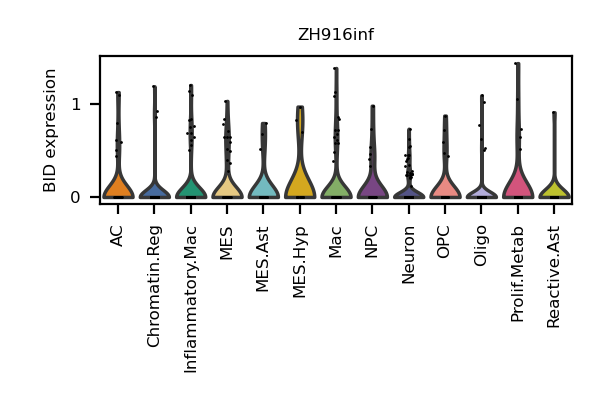 ZH916inf
BID expression
1
0
AC
Chromatin.Reg
Inflammatory.Mac
MES
MES.Ast
MES.Hyp
Mac
NPC
Neuron
OPC
Oligo
Prolif.Metab
Reactive.Ast